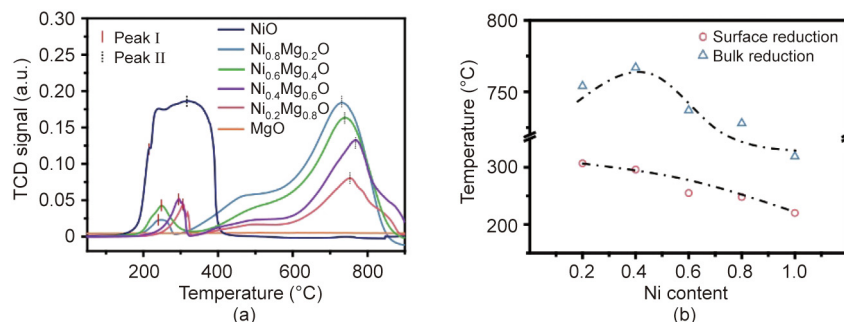 (a)
TCD signal (a.u.)
0.25
0.20
0.15
0.10
0.05
0
Peak I
Peak II
NiO
Ni0.8Mg0.2O
Ni0.6Mg0.4O
Ni0.4Mg0.6O
Ni0.2Mg0.8O
MgO
200 400 600 800
Temperature (°C)
(a)
(b)
Temperature (°C)
800
750
300
200
Surface reduction
Bulk reduction
0.2 0.4 0.6 0.8 1.0
Ni content
(b)